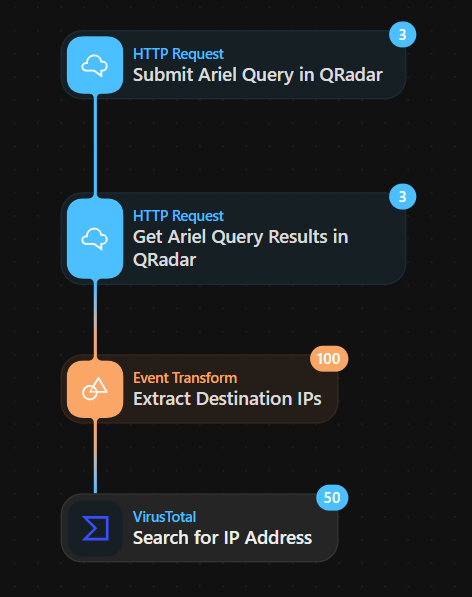 3
HTTP Request
Submit Ariel Query in QRadar
3
HTTP Request
Get Ariel Query Results in
QRadar
100
Event Transform
Extract Destination IPs
50
VirusTotal
Search for IP Address